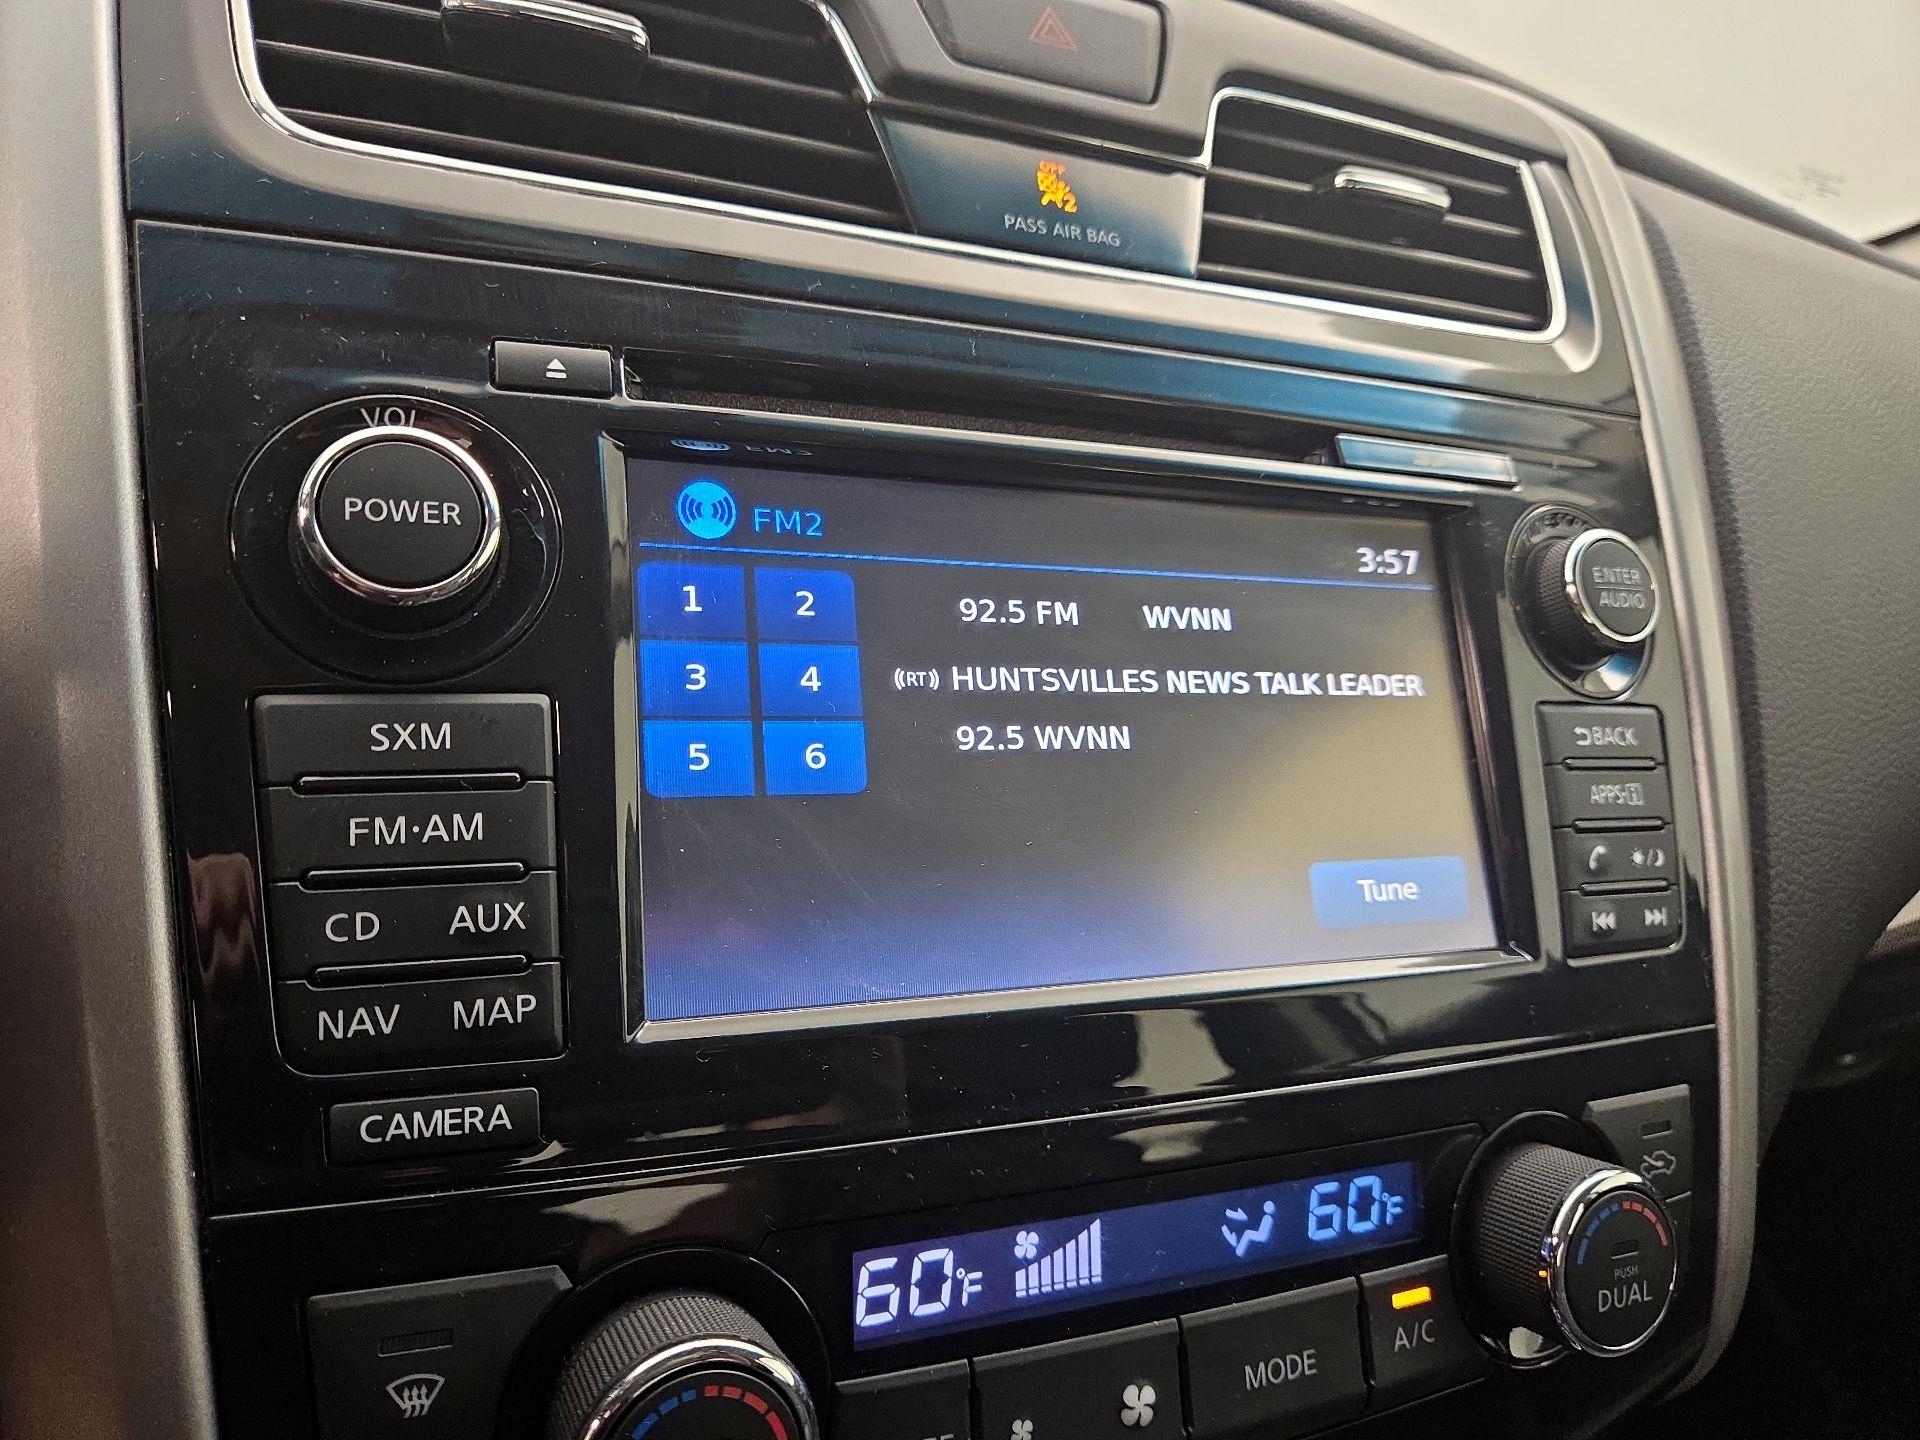 OFF
2
PASS AIR BAG
VOL
POWER
FM2
3:57
1 2
92.5 FM WVNN
3 4
((RT)) HUNTSVILLES NEWS TALK LEADER
92.5 WVNN
5 6
Tune
ENTER
AUDIO
BACK
APPS·i
SXM
FM·AM
CD AUX
NAV MAP
CAMERA
60°F
60°F
PUSH
DUAL
MODE
A/C